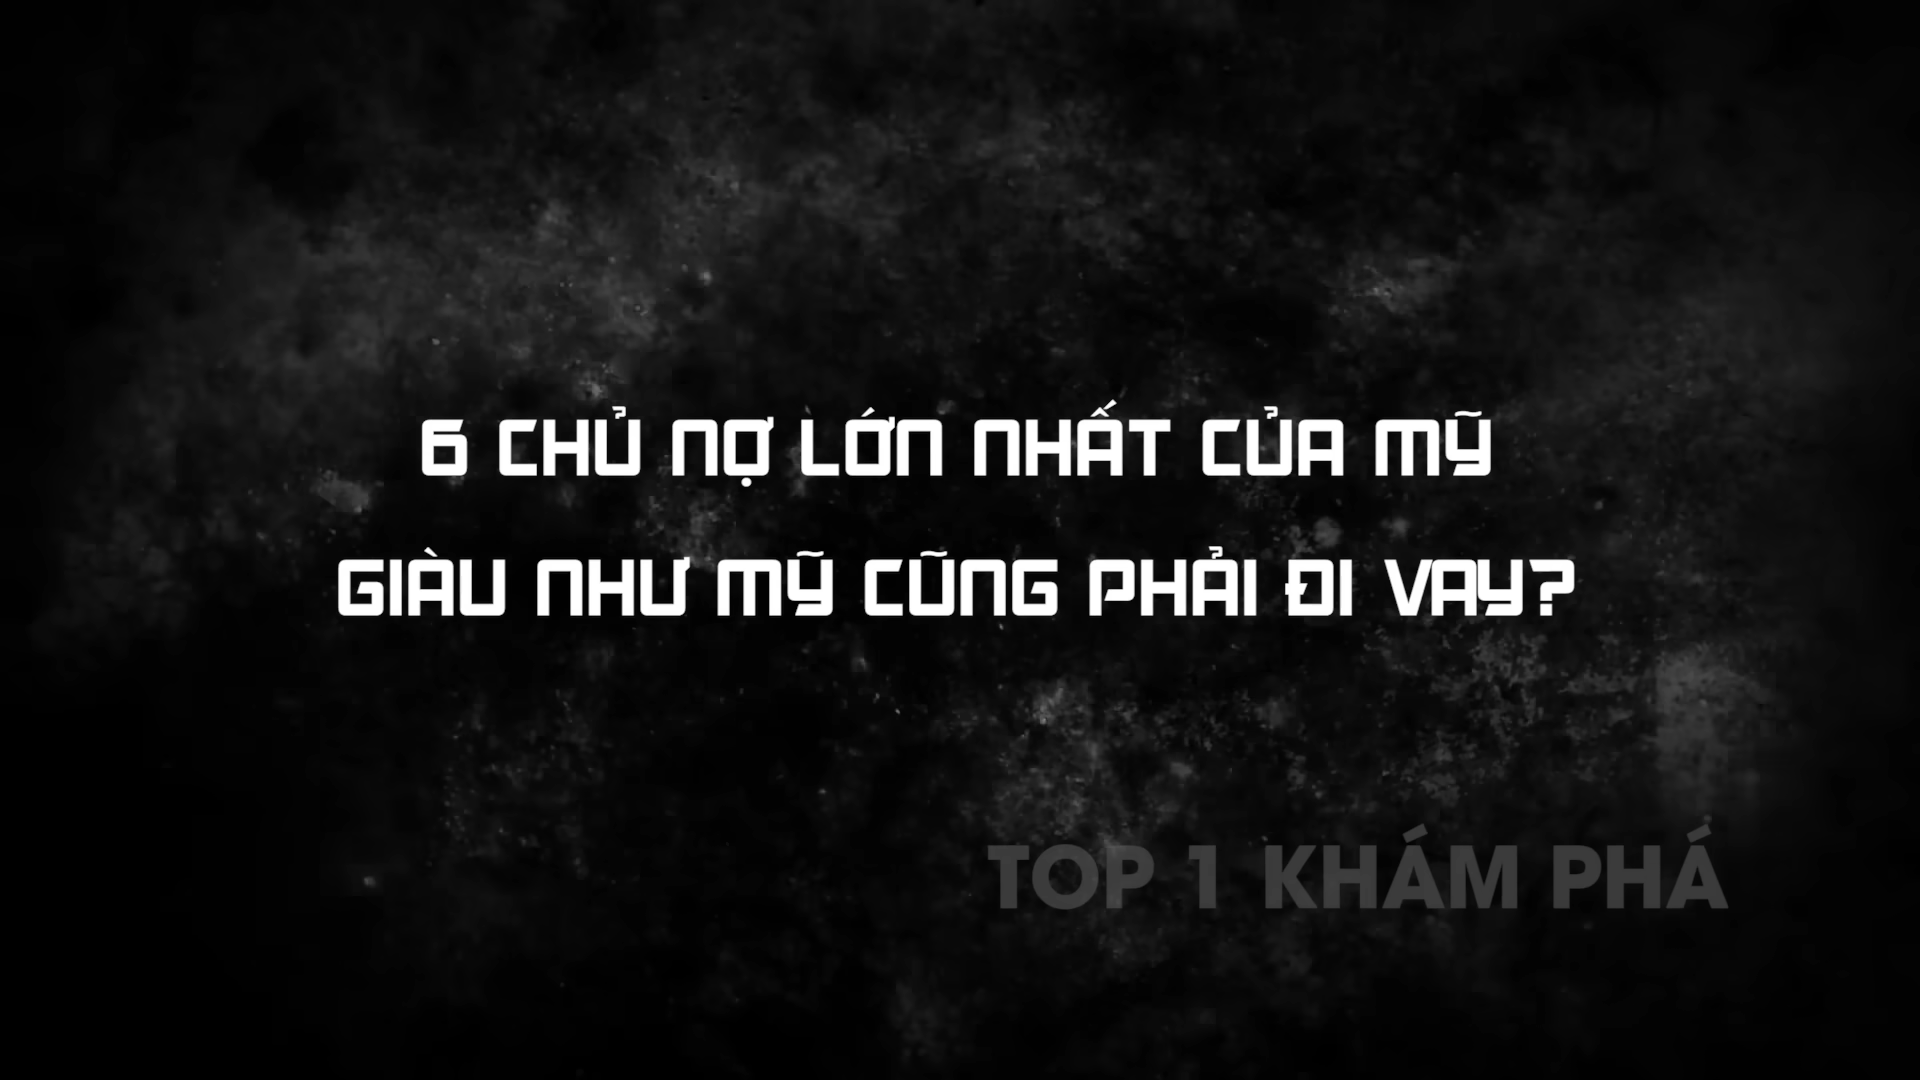 6 CHỦ NỢ LỚN NHẤT CỦA MỸ
GIÀU NHƯ MỸ CŨNG PHẢI ĐI VAY?
TOP 1 KHÁM PHÁ